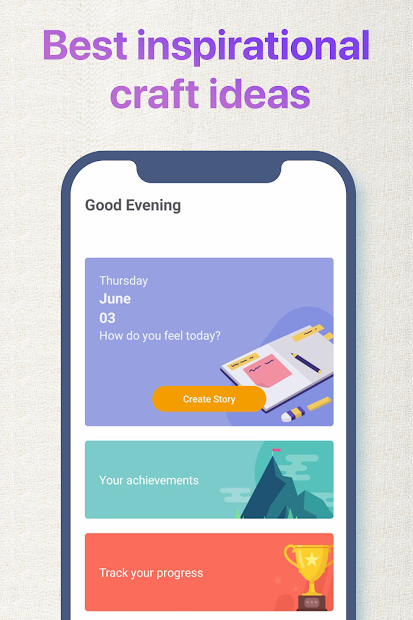 Best inspirational
craft ideas
Good Evening
Thursday
June
03
How do you feel today?
Create Story
Your achievements
Track your progress